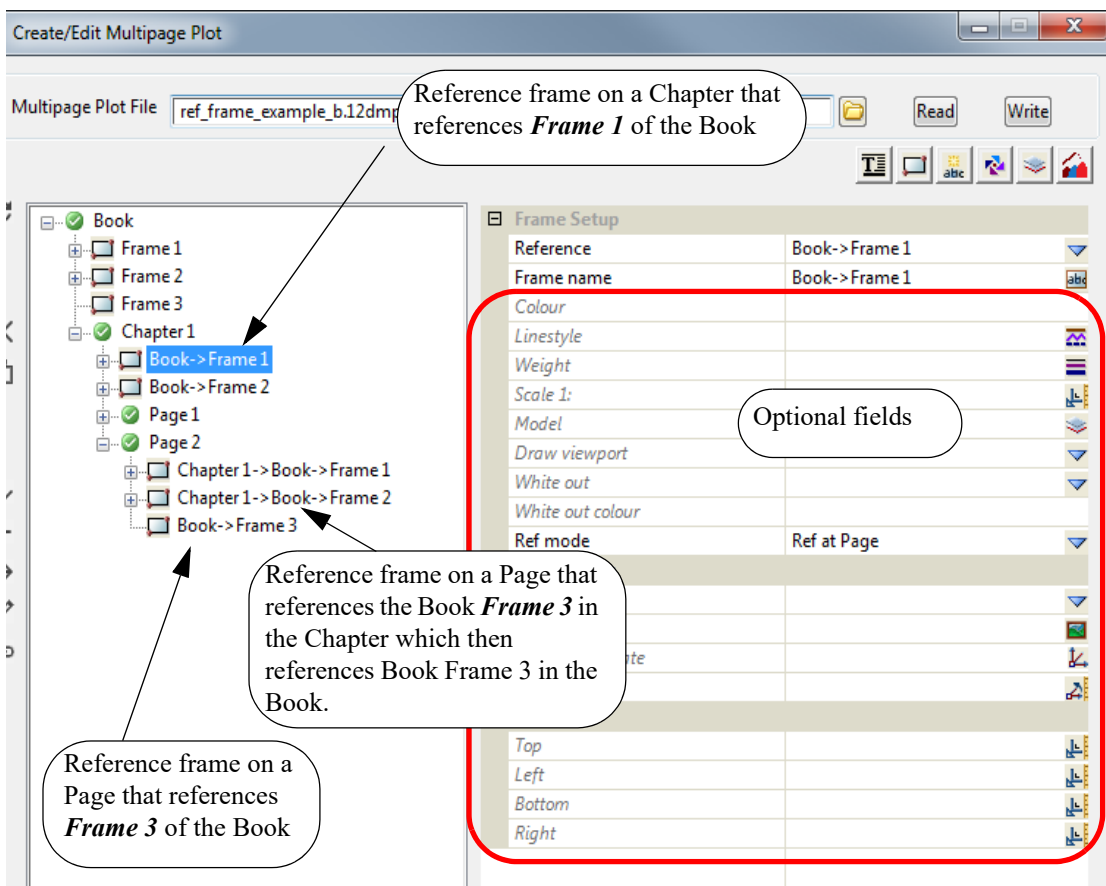 Create/Edit Multipage Plot
Reference frame on a Chapter that
references Frame 1 of the Book
Multipage Plot File
ref_frame_example_b.12dmp
Read
Write
abc
Book
Frame 1
Frame 2
Frame 3
Chapter 1
Book->Frame 1
Book->Frame 2
Page 1
Page 2
Chapter 1->Book->Frame 1
Chapter 1->Book->Frame 2
Book->Frame 3
Frame Setup
Reference Book->Frame 1
Frame name Book->Frame 1
Colour
Linestyle
Weight
Scale 1:
Model
Draw viewport
White out
White out colour
Ref mode Ref at Page
Top
Left
Bottom
Right
Optional fields
Reference frame on a Page that
references the Book Frame 3 in
the Chapter which then
references Book Frame 3 in the
Book.
Reference frame on a
Page that references
Frame 3 of the Book